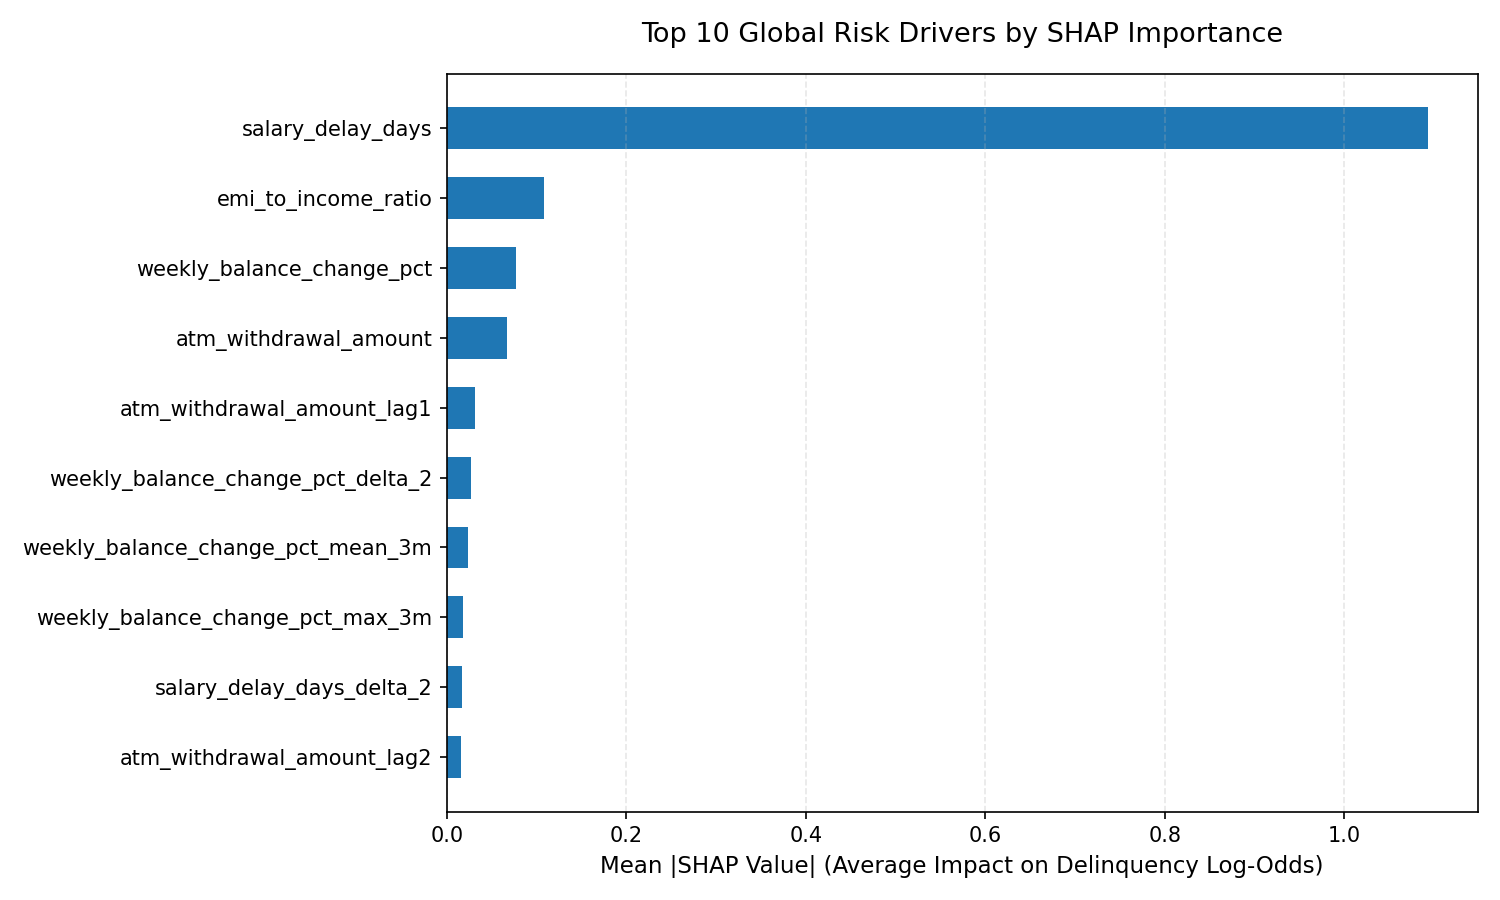 Top 10 Global Risk Drivers by SHAP Importance
salary_delay_days
emi_to_income_ratio
weekly_balance_change_pct
atm_withdrawal_amount
atm_withdrawal_amount_lag1
weekly_balance_change_pct_delta_2
weekly_balance_change_pct_mean_3m
weekly_balance_change_pct_max_3m
salary_delay_days_delta_2
atm_withdrawal_amount_lag2
0.0 0.2 0.4 0.6 0.8 1.0
Mean |SHAP Value| (Average Impact on Delinquency Log-Odds)